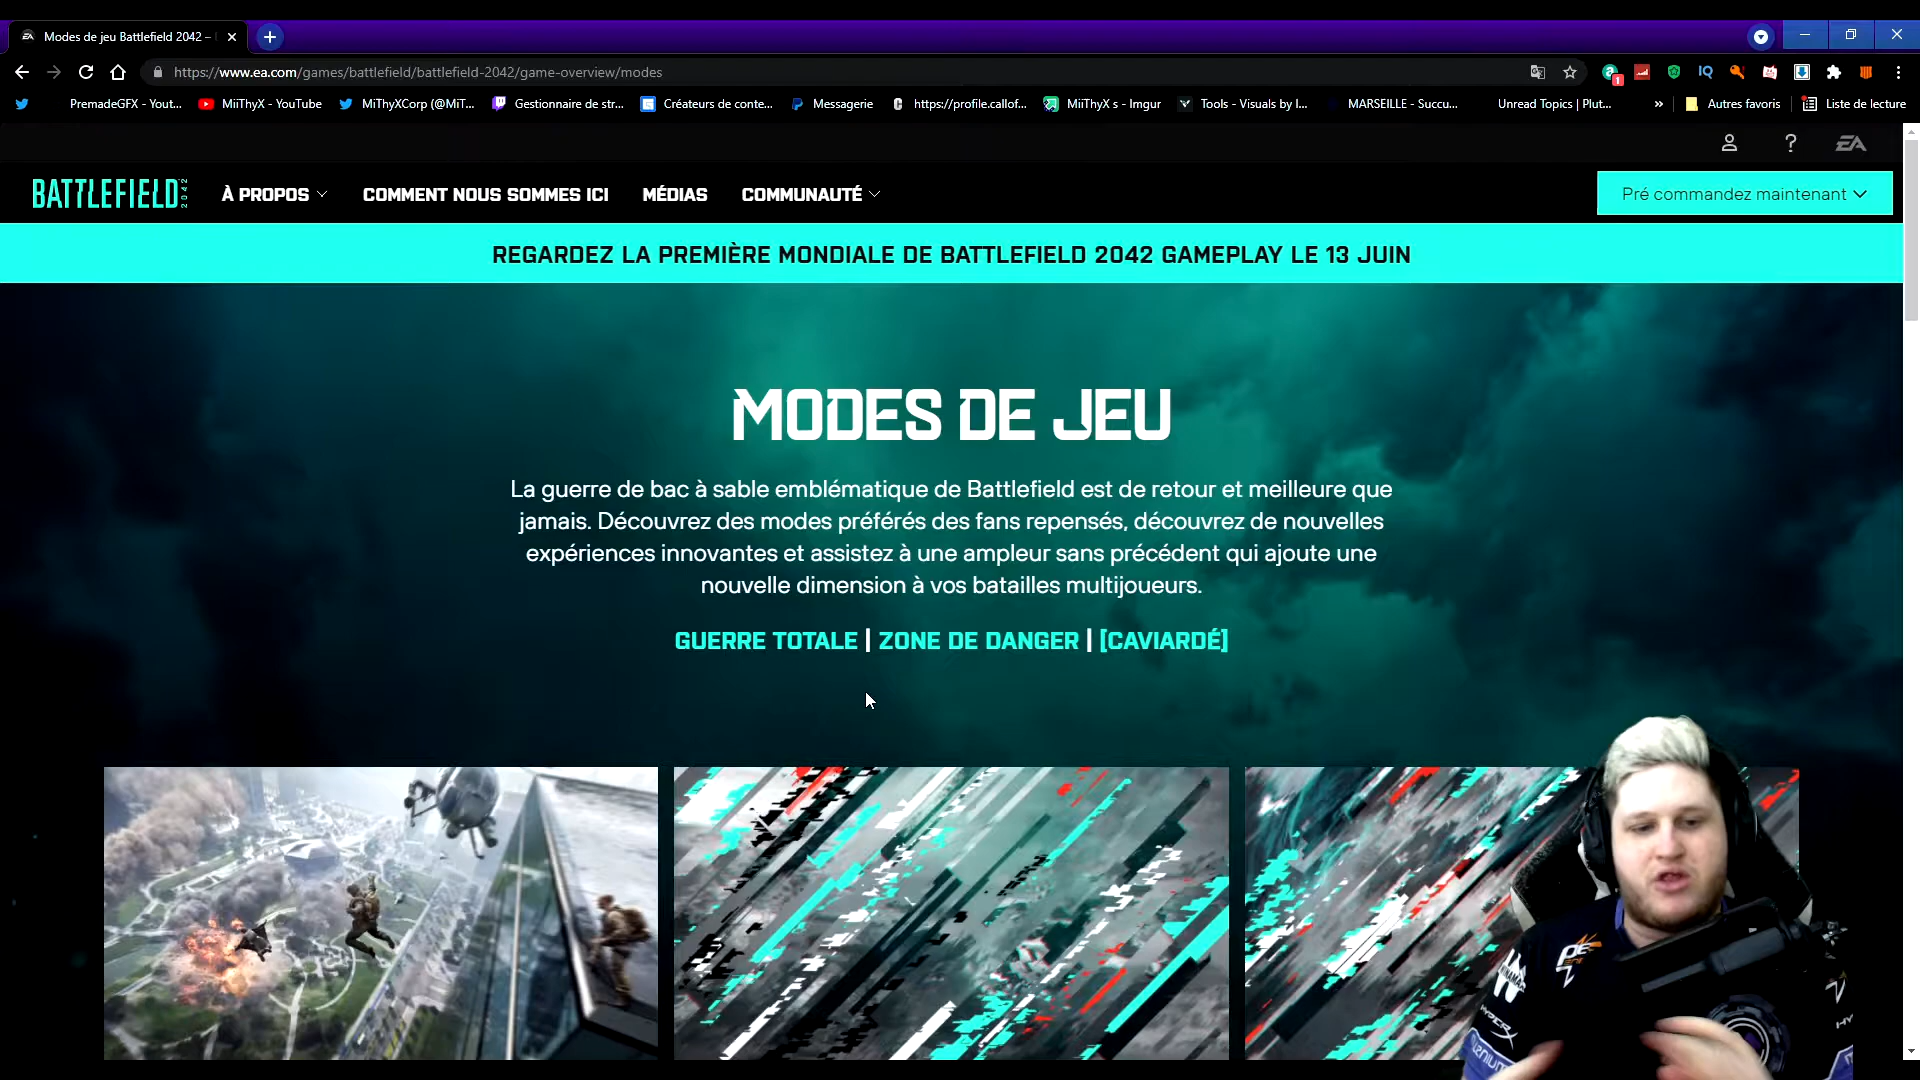 Modes de jeu Battlefield 2042 –
https://www.ea.com/games/battlefield/battlefield-2042/game-overview/modes
PremadeGFX - Yout...
MiiThyX - YouTube
MiThyXCorp (@MiT...
Gestionnaire de str...
Créateurs de conte...
Messagerie
https://profile.callof...
MiiThyX s - Imgur
Tools - Visuals by I...
MARSEILLE - Succu...
Unread Topics | Plut...
»
Autres favoris
Liste de lecture
EA
BATTLEFIELD 2042
À PROPOS
COMMENT NOUS SOMMES ICI
MÉDIAS
COMMUNAUTÉ
Pré commandez maintenant
REGARDEZ LA PREMIÈRE MONDIALE DE BATTLEFIELD 2042 GAMEPLAY LE 13 JUIN
MODES DE JEU
La guerre de bac à sable emblématique de Battlefield est de retour et meilleure que
jamais. Découvrez des modes préférés des fans repensés, découvrez de nouvelles
expériences innovantes et assistez à une ampleur sans précédent qui ajoute une
nouvelle dimension à vos batailles multijoueurs.
GUERRE TOTALE | ZONE DE DANGER | [CAVIARDÉ]